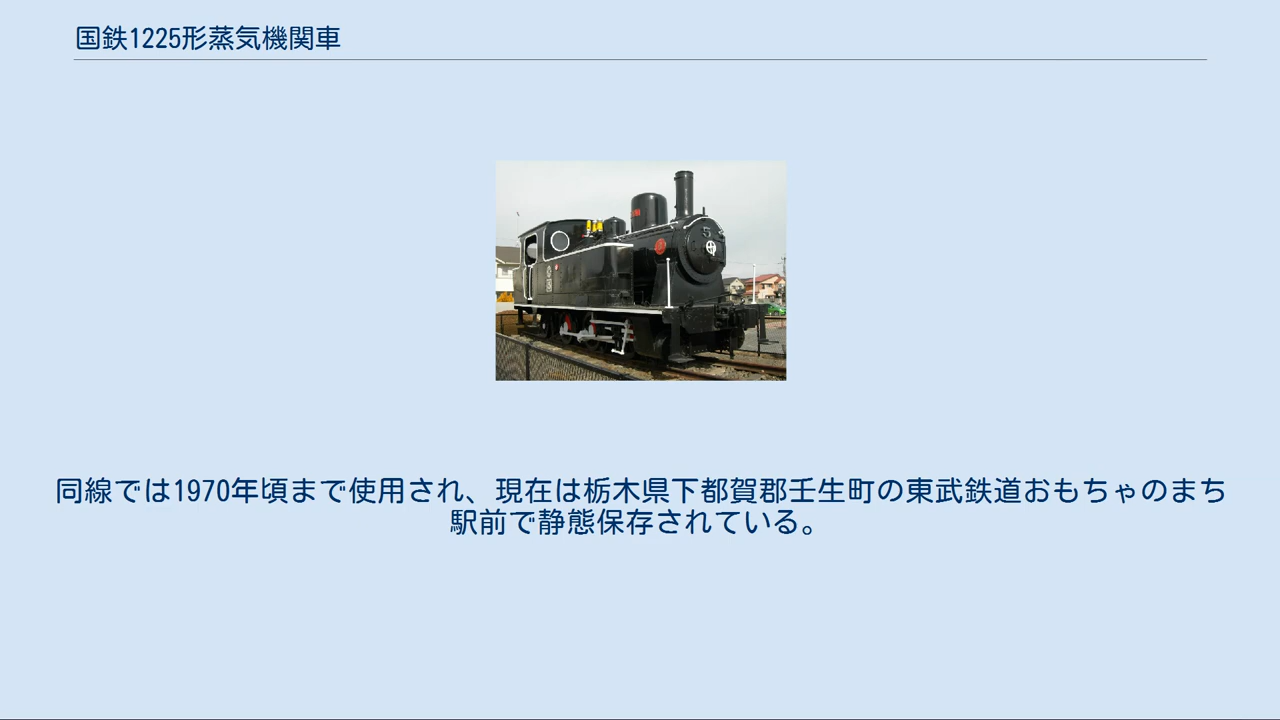 国鉄1225形蒸気機関車
5
同線では1970年頃まで使用され、現在は栃木県下都賀郡壬生町の東武鉄道おもちゃのまち
駅前で静態保存されている。